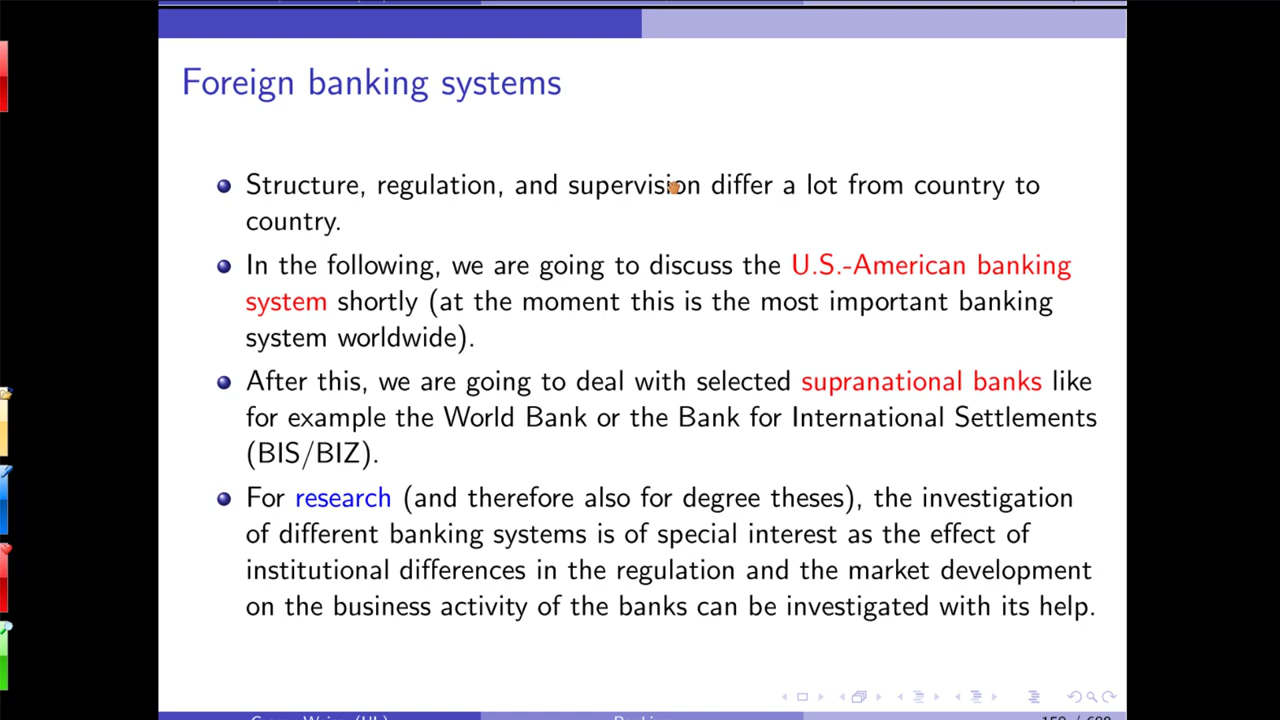 Foreign banking systems
Structure, regulation, and supervision differ a lot from country to
country.
In the following, we are going to discuss the U.S.-American banking
system shortly (at the moment this is the most important banking
system worldwide).
After this, we are going to deal with selected supranational banks like
for example the World Bank or the Bank for International Settlements
(BIS/BIZ).
For research (and therefore also for degree theses), the investigation
of different banking systems is of special interest as the effect of
institutional differences in the regulation and the market development
on the business activity of the banks can be investigated with its help.